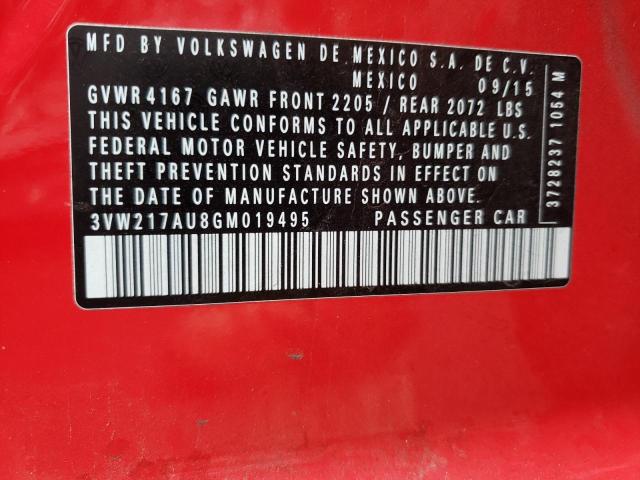 MFD BY VOLKSWAGEN DE MEXICO S.A. DE C.V.
MEXICO 09/15
GVWR 4167 GAWR FRONT 2205 / REAR 2072 LBS
THIS VEHICLE CONFORMS TO ALL APPLICABLE U.S.
FEDERAL MOTOR VEHICLE SAFETY, BUMPER AND
THEFT PREVENTION STANDARDS IN EFFECT ON
THE DATE OF MANUFACTURE SHOWN ABOVE.
3VW217AU8GM019495 PASSENGER CAR
3728237 1054 M